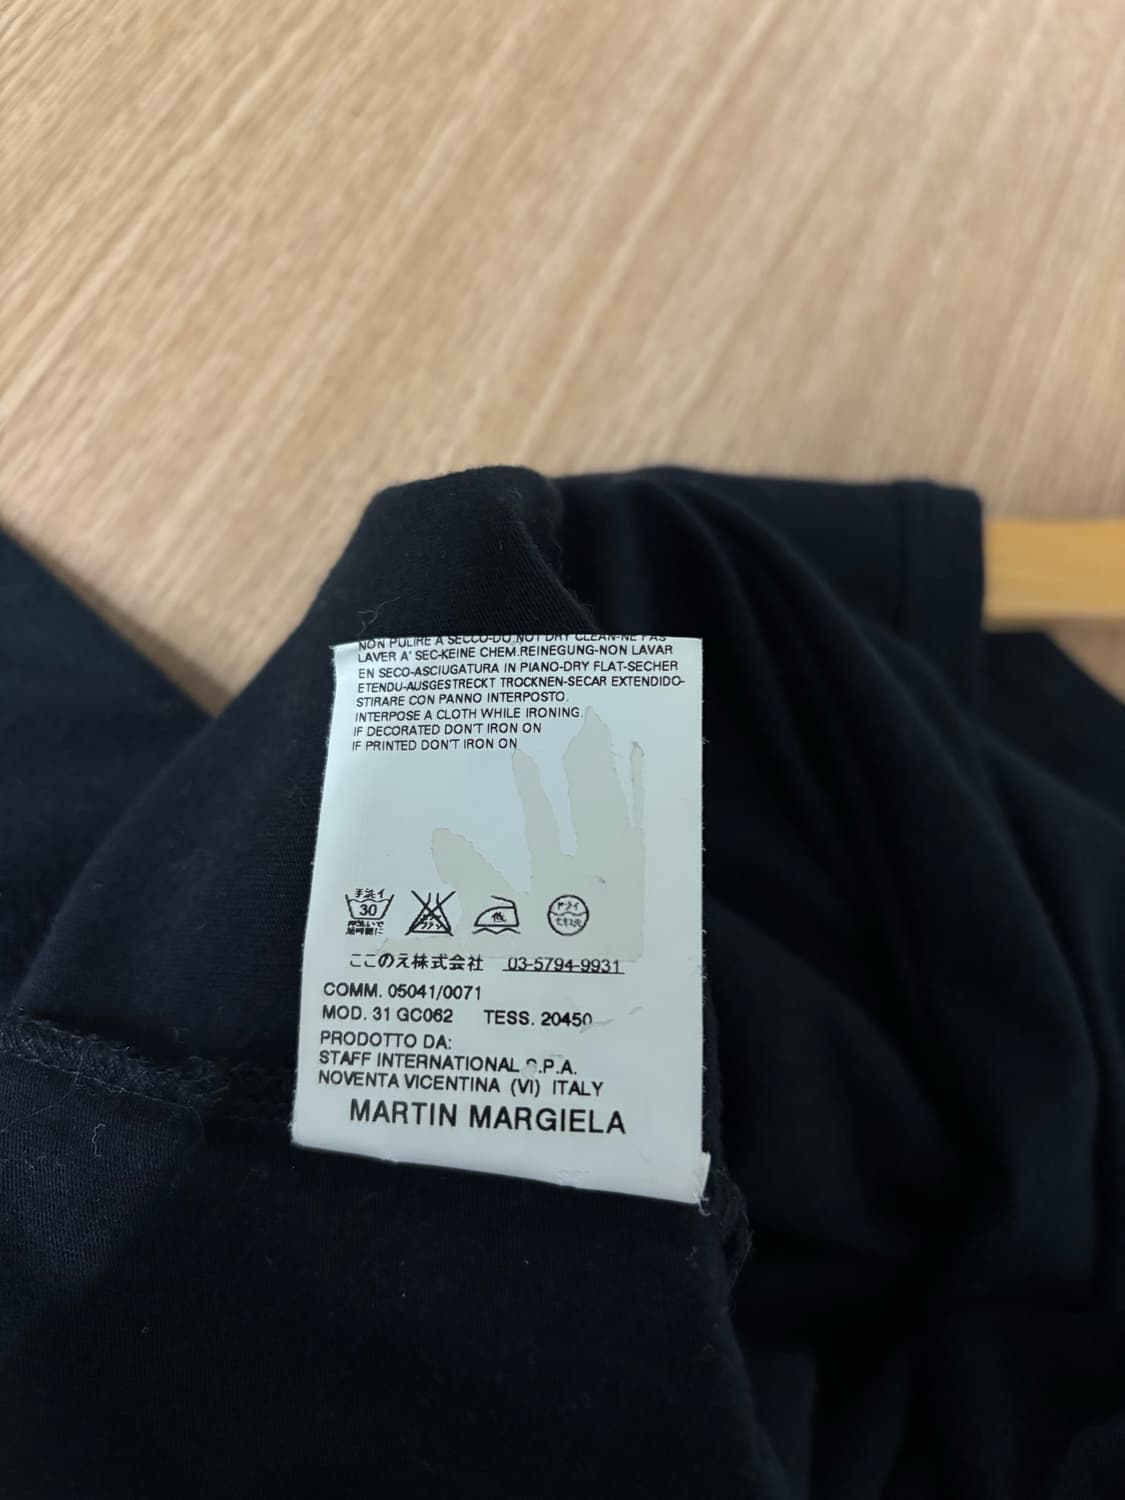 NON PULIRE A SECCO-DO NOT DRY CLEAN-NE PAS
LAVER A' SEC-KEINE CHEM.REINEGUNG-NON LAVAR
EN SECO-ASCIUGATURA IN PIANO-DRY FLAT-SECHER
ETENDU-AUSGESTRECKT TROCKNEN-SECAR EXTENDIDO-
STIRARE CON PANNO INTERPOSTO.
INTERPOSE A CLOTH WHILE IRONING.
IF DECORATED DON'T IRON ON
IF PRINTED DON'T IRON ON
手洗イ
30
低
ここのえ株式会社 03-5794-9931
COMM. 05041/0071
MOD. 31 GC062 TESS. 20450
PRODOTTO DA:
STAFF INTERNATIONAL S.P.A.
NOVENTA VICENTINA (VI) ITALY
MARTIN MARGIELA